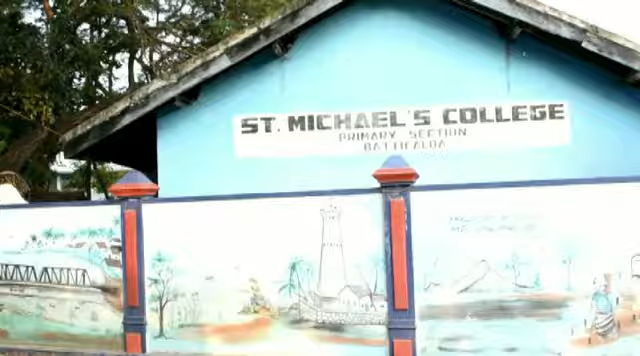 ST. MICHAEL'S COLLEGE
PRIMARY SECTION
BATTICALOA